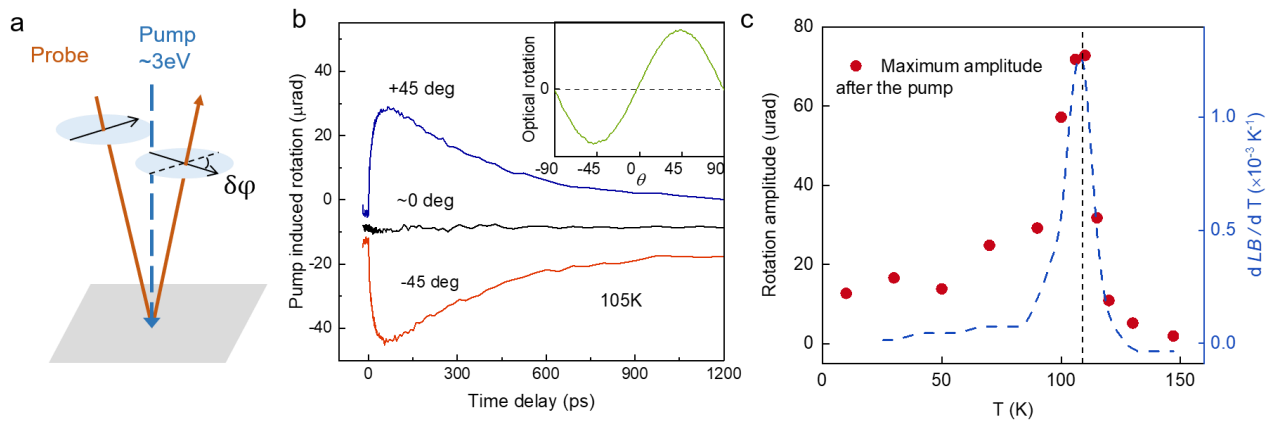 a
Probe
Pump
~3eV
δφ
b
Pump induced rotation (μrad)
40
20
0
-20
-40
+45 deg
~0 deg
-45 deg
105K
0
300
600
900
1200
Time delay (ps)
Optical rotation
0
-90
-45
0
45
90
θ
c
Maximum amplitude
after the pump
Rotation amplitude (urad)
80
60
40
20
0
0
50
100
150
T (K)
1.0
0.5
0.0
d LB / d T (×10⁻³ K⁻¹)